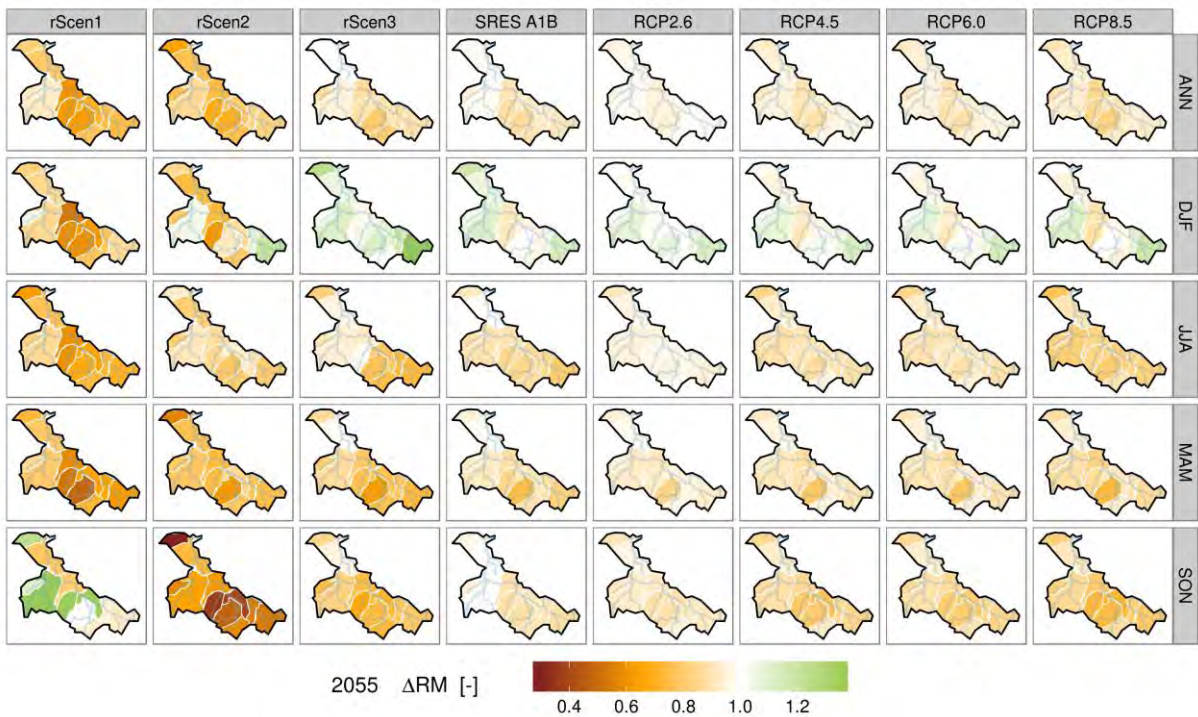 rScen1 rScen2 rScen3 SRES A1B RCP2.6 RCP4.5 RCP6.0 RCP8.5
ANN
DJF
JJA
MAM
SON
2055 ΔRM [-]
0.4 0.6 0.8 1.0 1.2